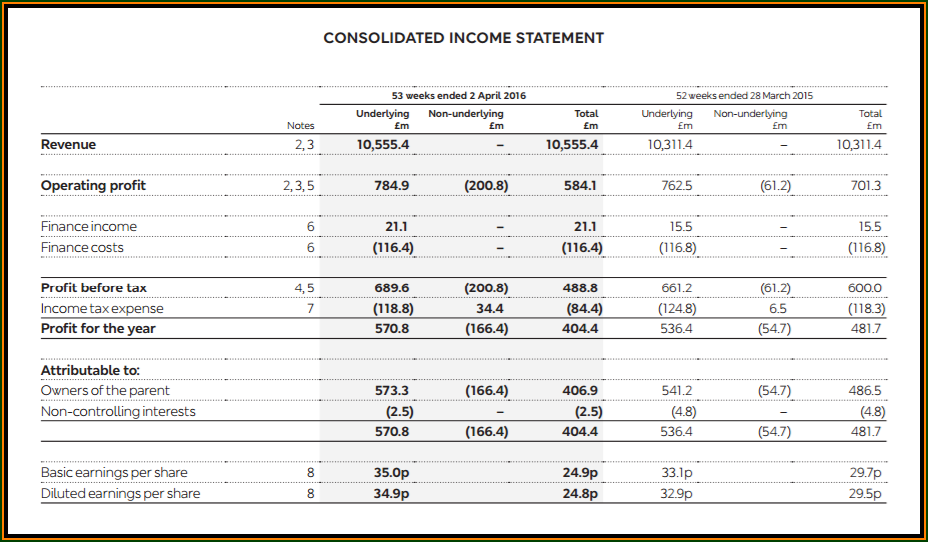 CONSOLIDATED INCOME STATEMENT
53 weeks ended 2 April 2016 52 weeks ended 28 March 2015
Underlying Non-underlying Total Underlying Non-underlying Total
Notes £m £m £m £m £m £m
Revenue 2, 3 10,555.4 – 10,555.4 10,311.4 – 10,311.4
Operating profit 2, 3, 5 784.9 (200.8) 584.1 762.5 (61.2) 701.3
Finance income 6 21.1 – 21.1 15.5 – 15.5
Finance costs 6 (116.4) – (116.4) (116.8) – (116.8)
Profit before tax 4, 5 689.6 (200.8) 488.8 661.2 (61.2) 600.0
Income tax expense 7 (118.8) 34.4 (84.4) (124.8) 6.5 (118.3)
Profit for the year 570.8 (166.4) 404.4 536.4 (54.7) 481.7
Attributable to:
Owners of the parent 573.3 (166.4) 406.9 541.2 (54.7) 486.5
Non-controlling interests (2.5) – (2.5) (4.8) – (4.8)
570.8 (166.4) 404.4 536.4 (54.7) 481.7
Basic earnings per share 8 35.0p 24.9p 33.1p 29.7p
Diluted earnings per share 8 34.9p 24.8p 32.9p 29.5p